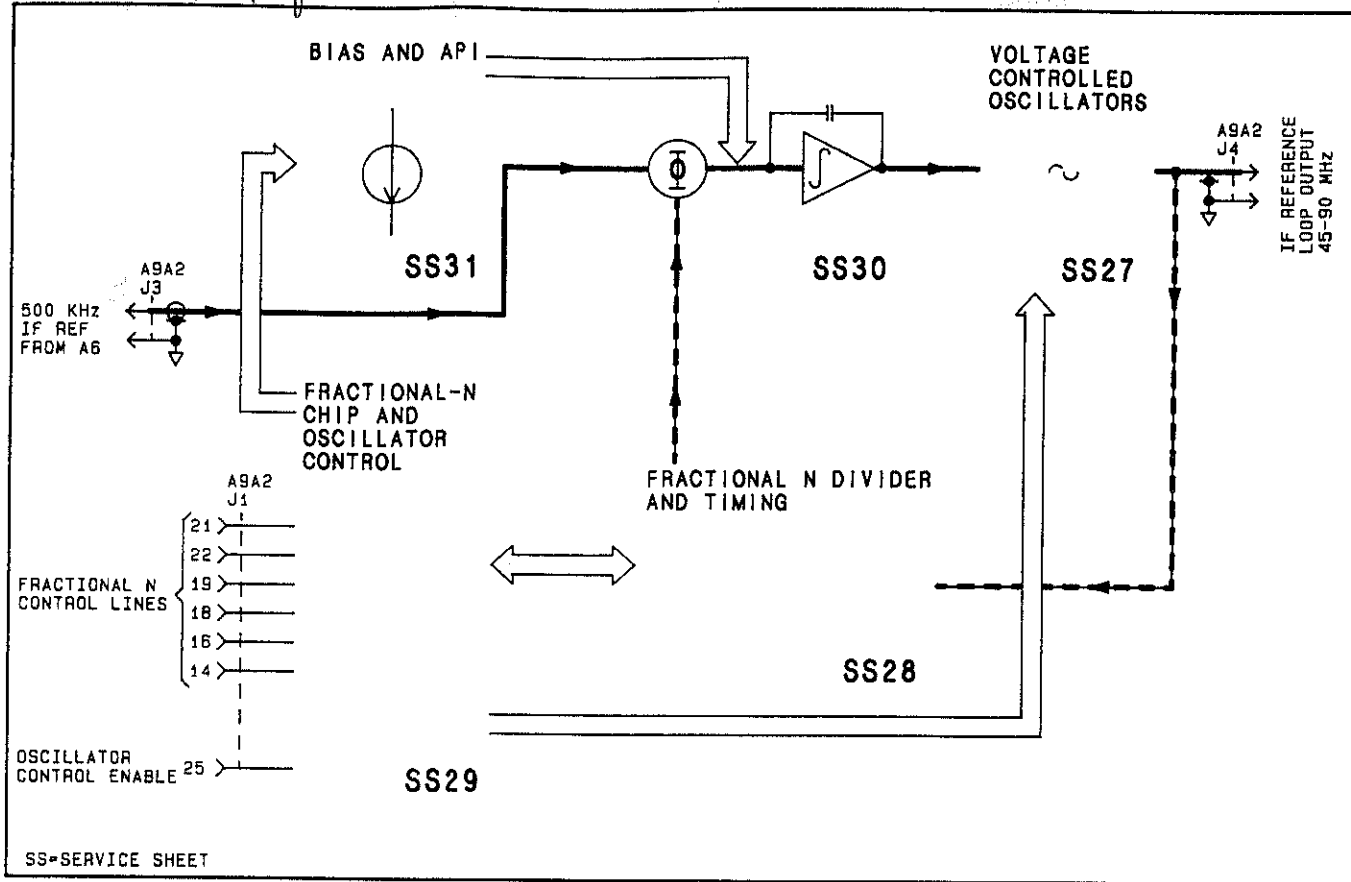 BIAS AND API
VOLTAGE
CONTROLLED
OSCILLATORS
A9A2
J4
IF REFERENCE
LOOP OUTPUT
45-90 MHz
Φ
∫
~
SS31
SS30
SS27
A9A2
J3
500 KHz
IF REF
FROM A6
FRACTIONAL-N
CHIP AND
OSCILLATOR
CONTROL
FRACTIONAL N DIVIDER
AND TIMING
A9A2
J1
21
22
19
18
16
14
FRACTIONAL N
CONTROL LINES
SS28
OSCILLATOR
CONTROL ENABLE
25
SS29
SS=SERVICE SHEET